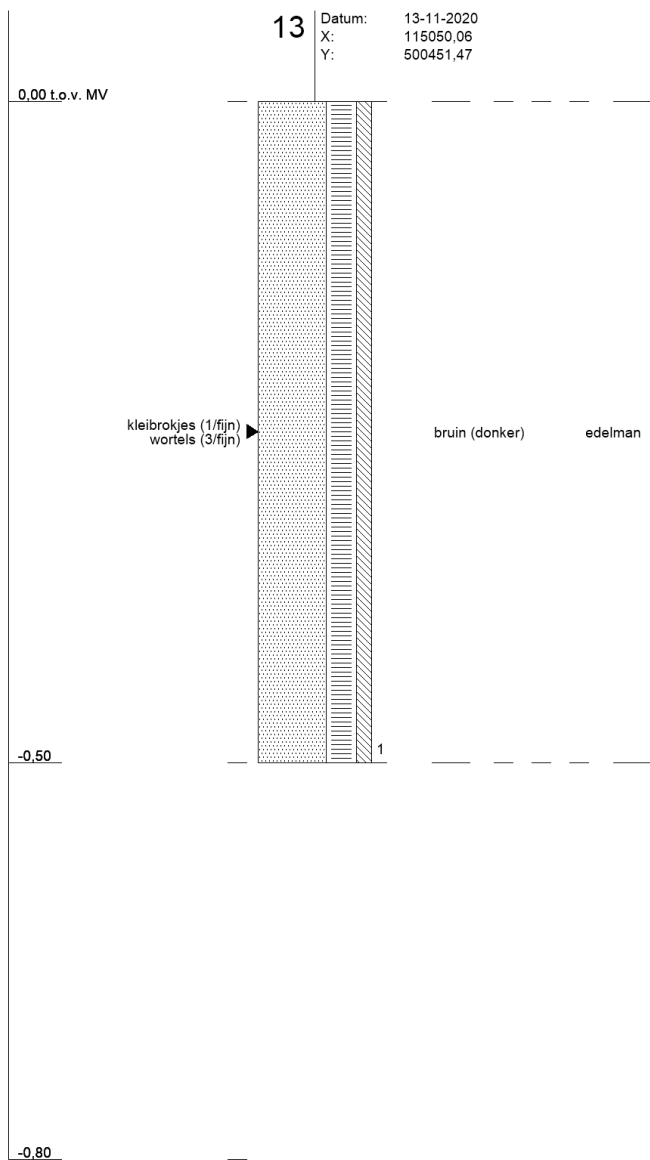 13
Datum: 13-11-2020
X: 115050,06
Y: 500451,47
0,00 t.o.v. MV
kleibrokjes (1/fijn)
wortels (3/fijn)
bruin (donker) edelman
1
-0,50
-0,80